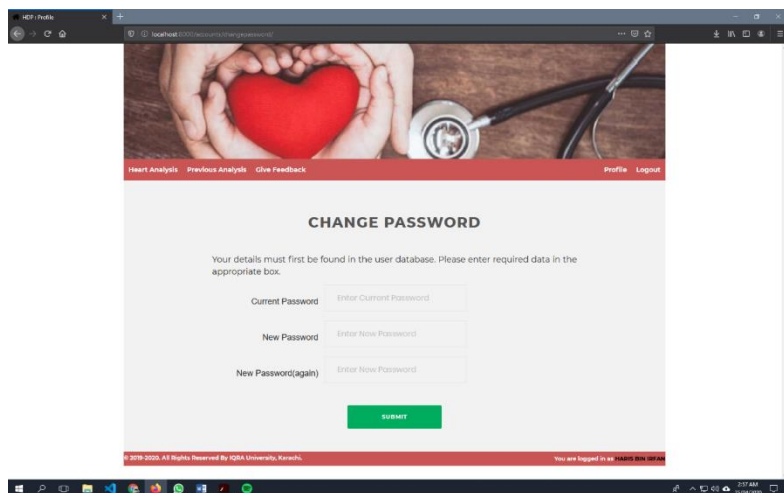 HDP : Profile
localhost:8000/accounts/changepassword/
Heart Analysis Previous Analysis Give Feedback Profile Logout
CHANGE PASSWORD
Your details must first be found in the user database. Please enter required data in the
appropriate box.
Current Password Enter Current Password
New Password Enter New Password
New Password(again) Enter New Password
SUBMIT
© 2019-2020. All Rights Reserved By IQRA University, Karachi. You are logged in as HARIS BIN IRFAN
2:57 AM